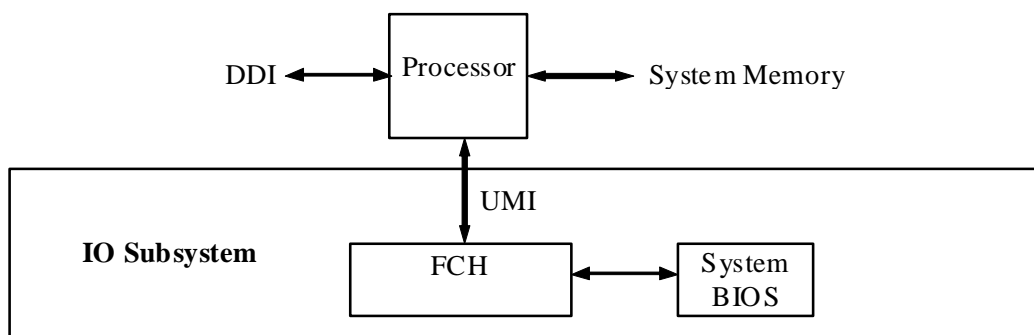 Processor
DDI
System Memory
UMI
IO Subsystem
FCH
System
BIOS